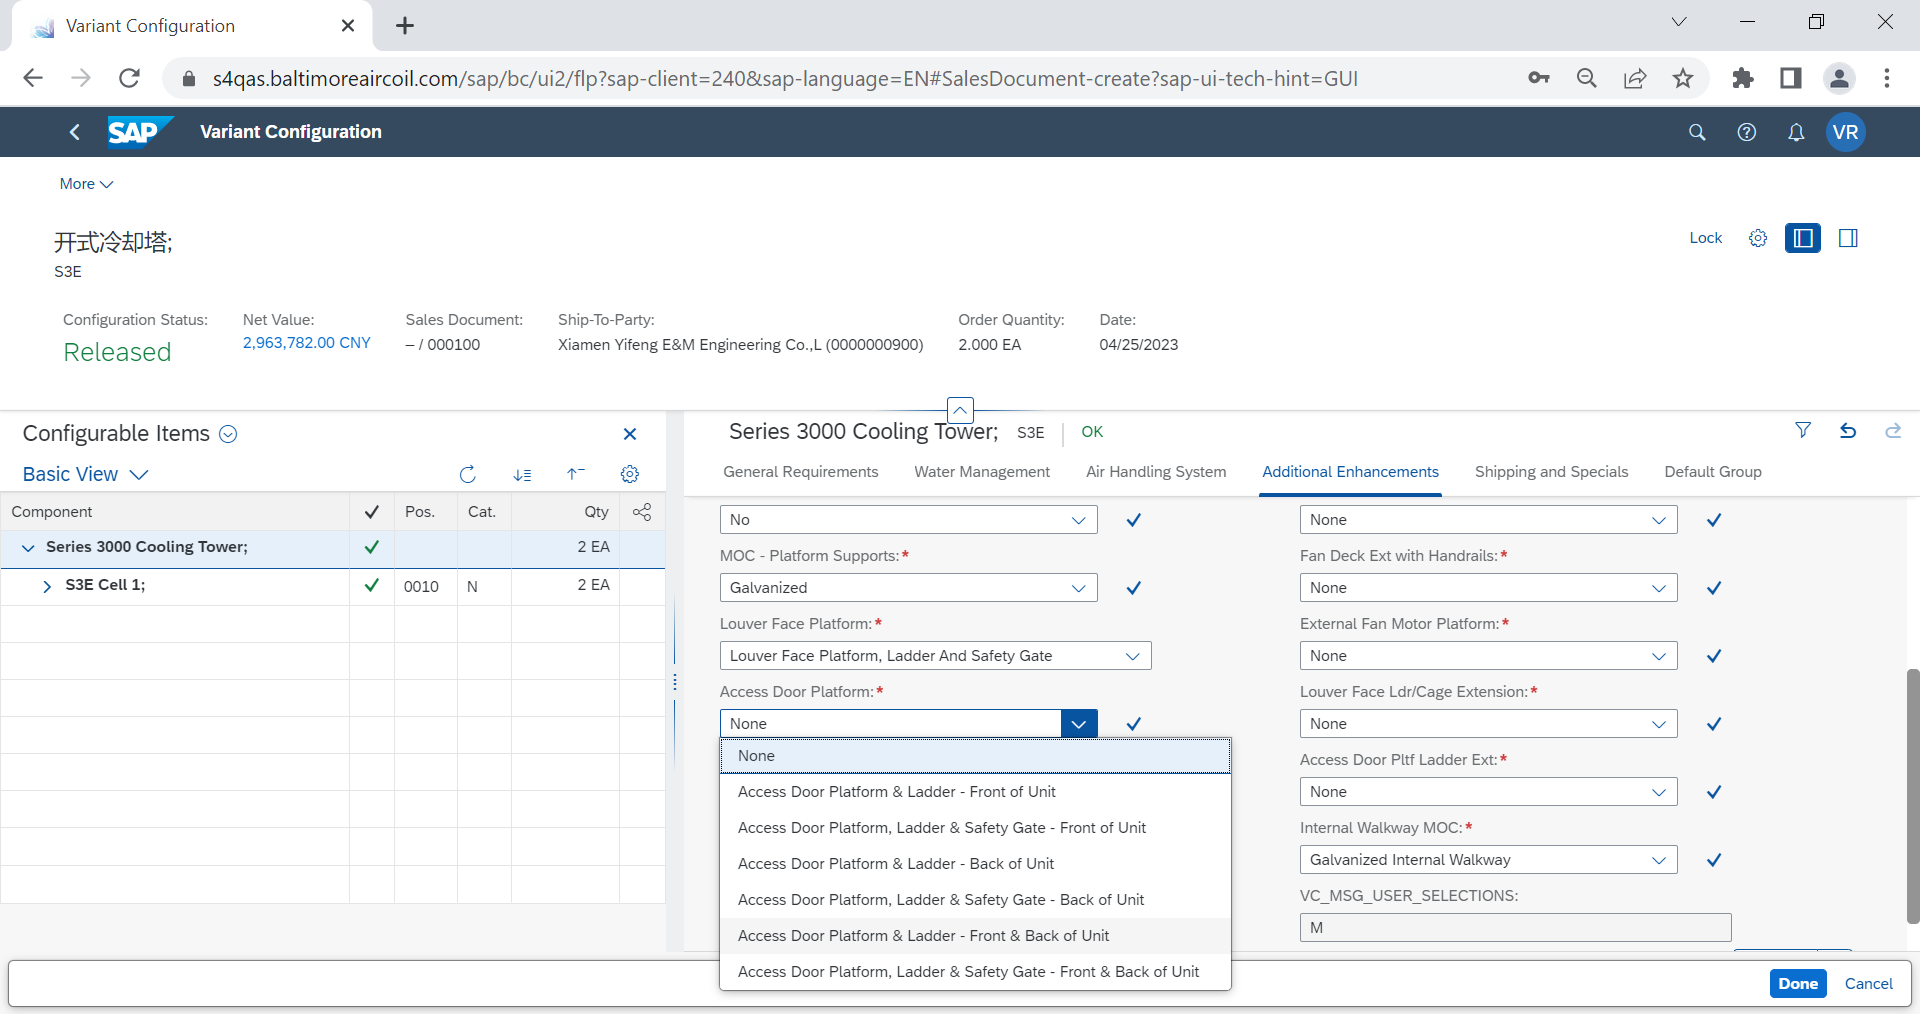 Variant Configuration
s4qas.baltimoreaircoil.com/sap/bc/ui2/flp?sap-client=240&sap-language=EN#SalesDocument-create?sap-ui-tech-hint=GUI
SAP Variant Configuration VR
More
开式冷却塔;
S3E
Lock
Configuration Status: Net Value: Sales Document: Ship-To-Party: Order Quantity: Date:
Released 2,963,782.00 CNY – / 000100 Xiamen Yifeng E&M Engineering Co.,L (0000000900) 2.000 EA 04/25/2023
Configurable Items
Basic View
Component Pos. Cat. Qty
Series 3000 Cooling Tower; 2 EA
S3E Cell 1; 0010 N 2 EA
Series 3000 Cooling Tower; S3E OK
General Requirements Water Management Air Handling System Additional Enhancements Shipping and Specials Default Group
No
MOC - Platform Supports:*
Galvanized
Louver Face Platform:*
Louver Face Platform, Ladder And Safety Gate
Access Door Platform:*
None
None
Access Door Platform & Ladder - Front of Unit
Access Door Platform, Ladder & Safety Gate - Front of Unit
Access Door Platform & Ladder - Back of Unit
Access Door Platform, Ladder & Safety Gate - Back of Unit
Access Door Platform & Ladder - Front & Back of Unit
Access Door Platform, Ladder & Safety Gate - Front & Back of Unit
None
Fan Deck Ext with Handrails:*
None
External Fan Motor Platform:*
None
Louver Face Ldr/Cage Extension:*
None
Access Door Pltf Ladder Ext:*
None
Internal Walkway MOC:*
Galvanized Internal Walkway
VC_MSG_USER_SELECTIONS:
M
Done Cancel